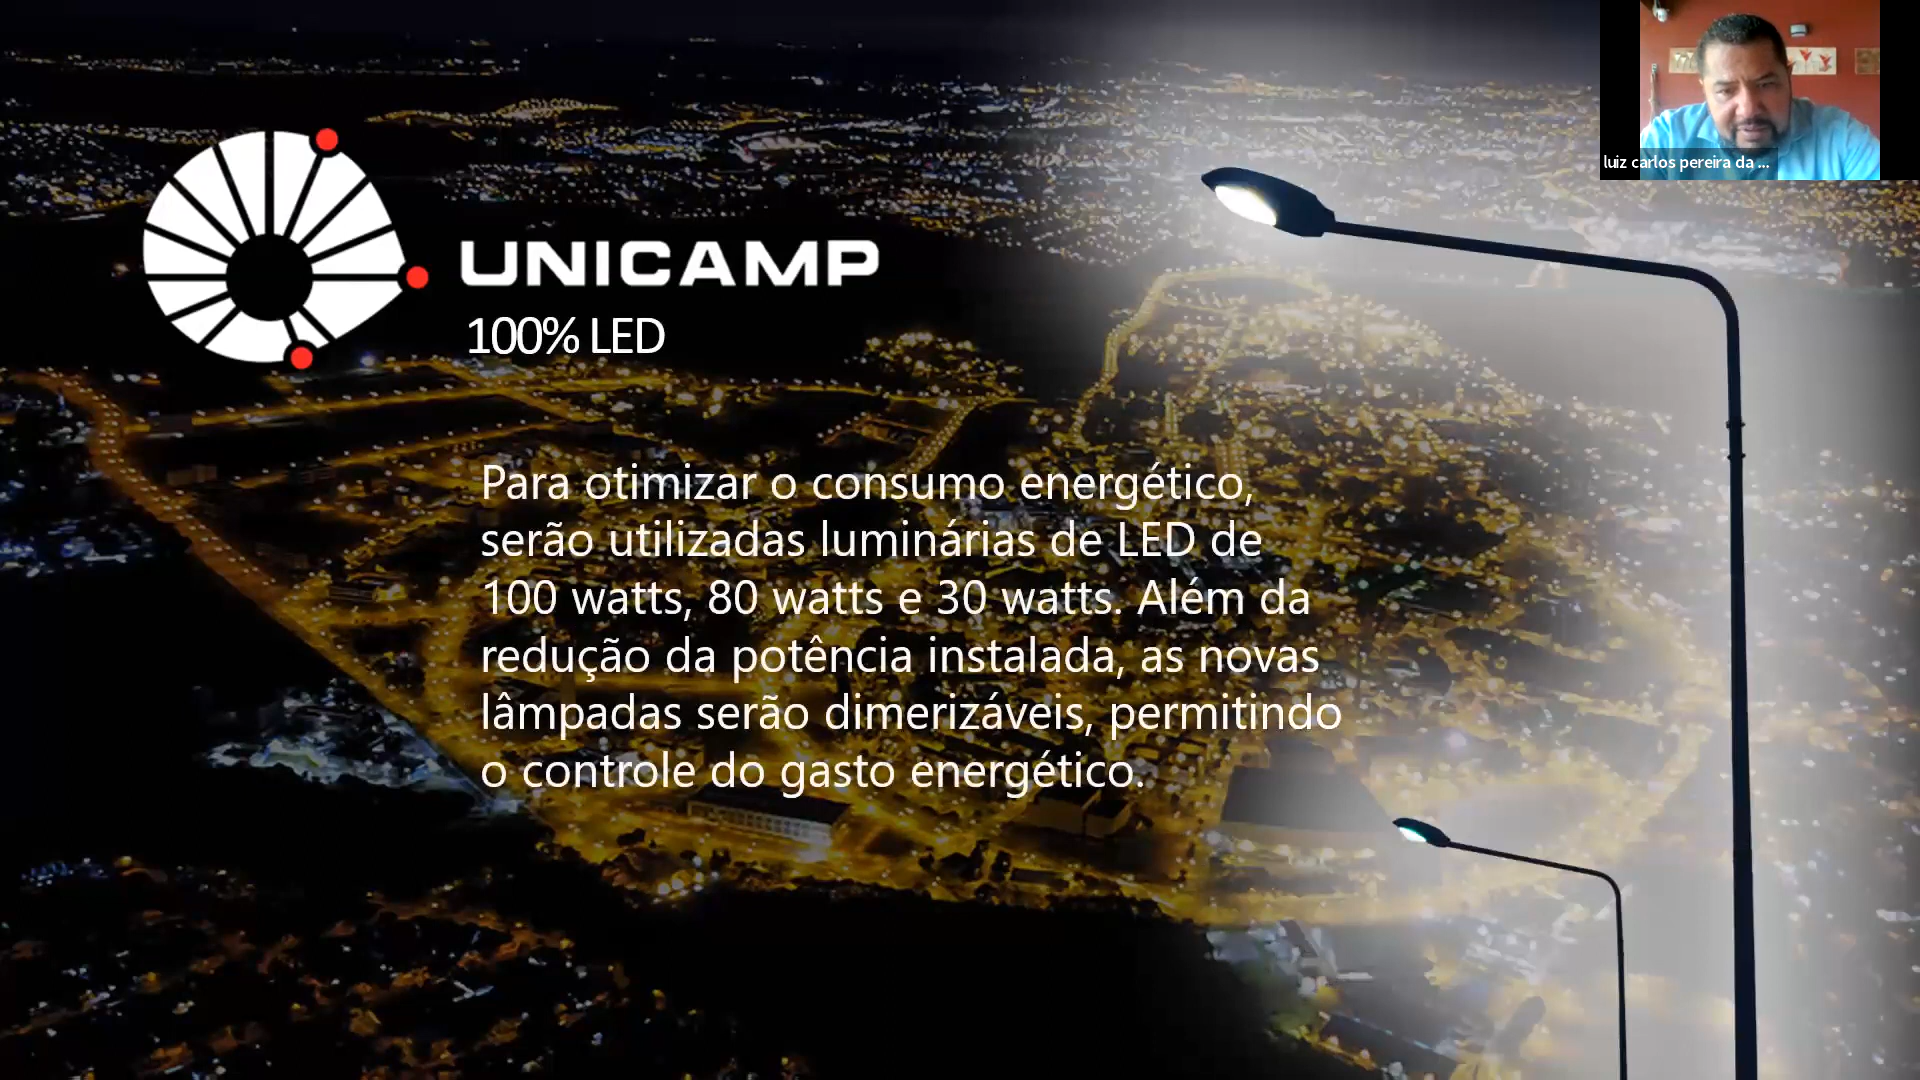 luiz carlos pereira da ...
UNICAMP
100% LED
Para otimizar o consumo energético,
serão utilizadas luminárias de LED de
100 watts, 80 watts e 30 watts. Além da
redução da potência instalada, as novas
lâmpadas serão dimerizáveis, permitindo
o controle do gasto energético.